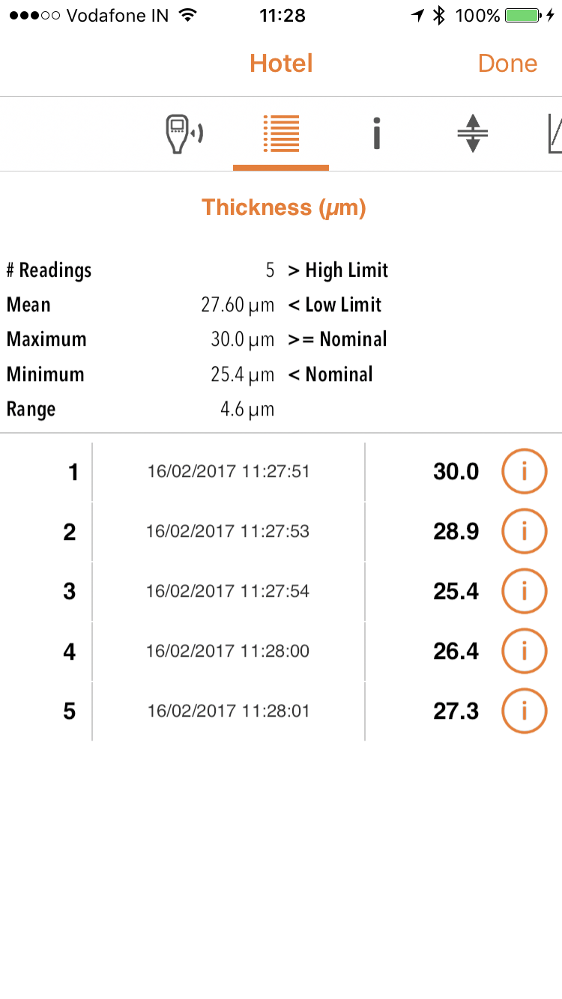 Vodafone IN 11:28 100%
Hotel Done
i
Thickness (µm)
# Readings 5 > High Limit
Mean 27.60 µm < Low Limit
Maximum 30.0 µm >= Nominal
Minimum 25.4 µm < Nominal
Range 4.6 µm
1 16/02/2017 11:27:51 30.0 i
2 16/02/2017 11:27:53 28.9 i
3 16/02/2017 11:27:54 25.4 i
4 16/02/2017 11:28:00 26.4 i
5 16/02/2017 11:28:01 27.3 i